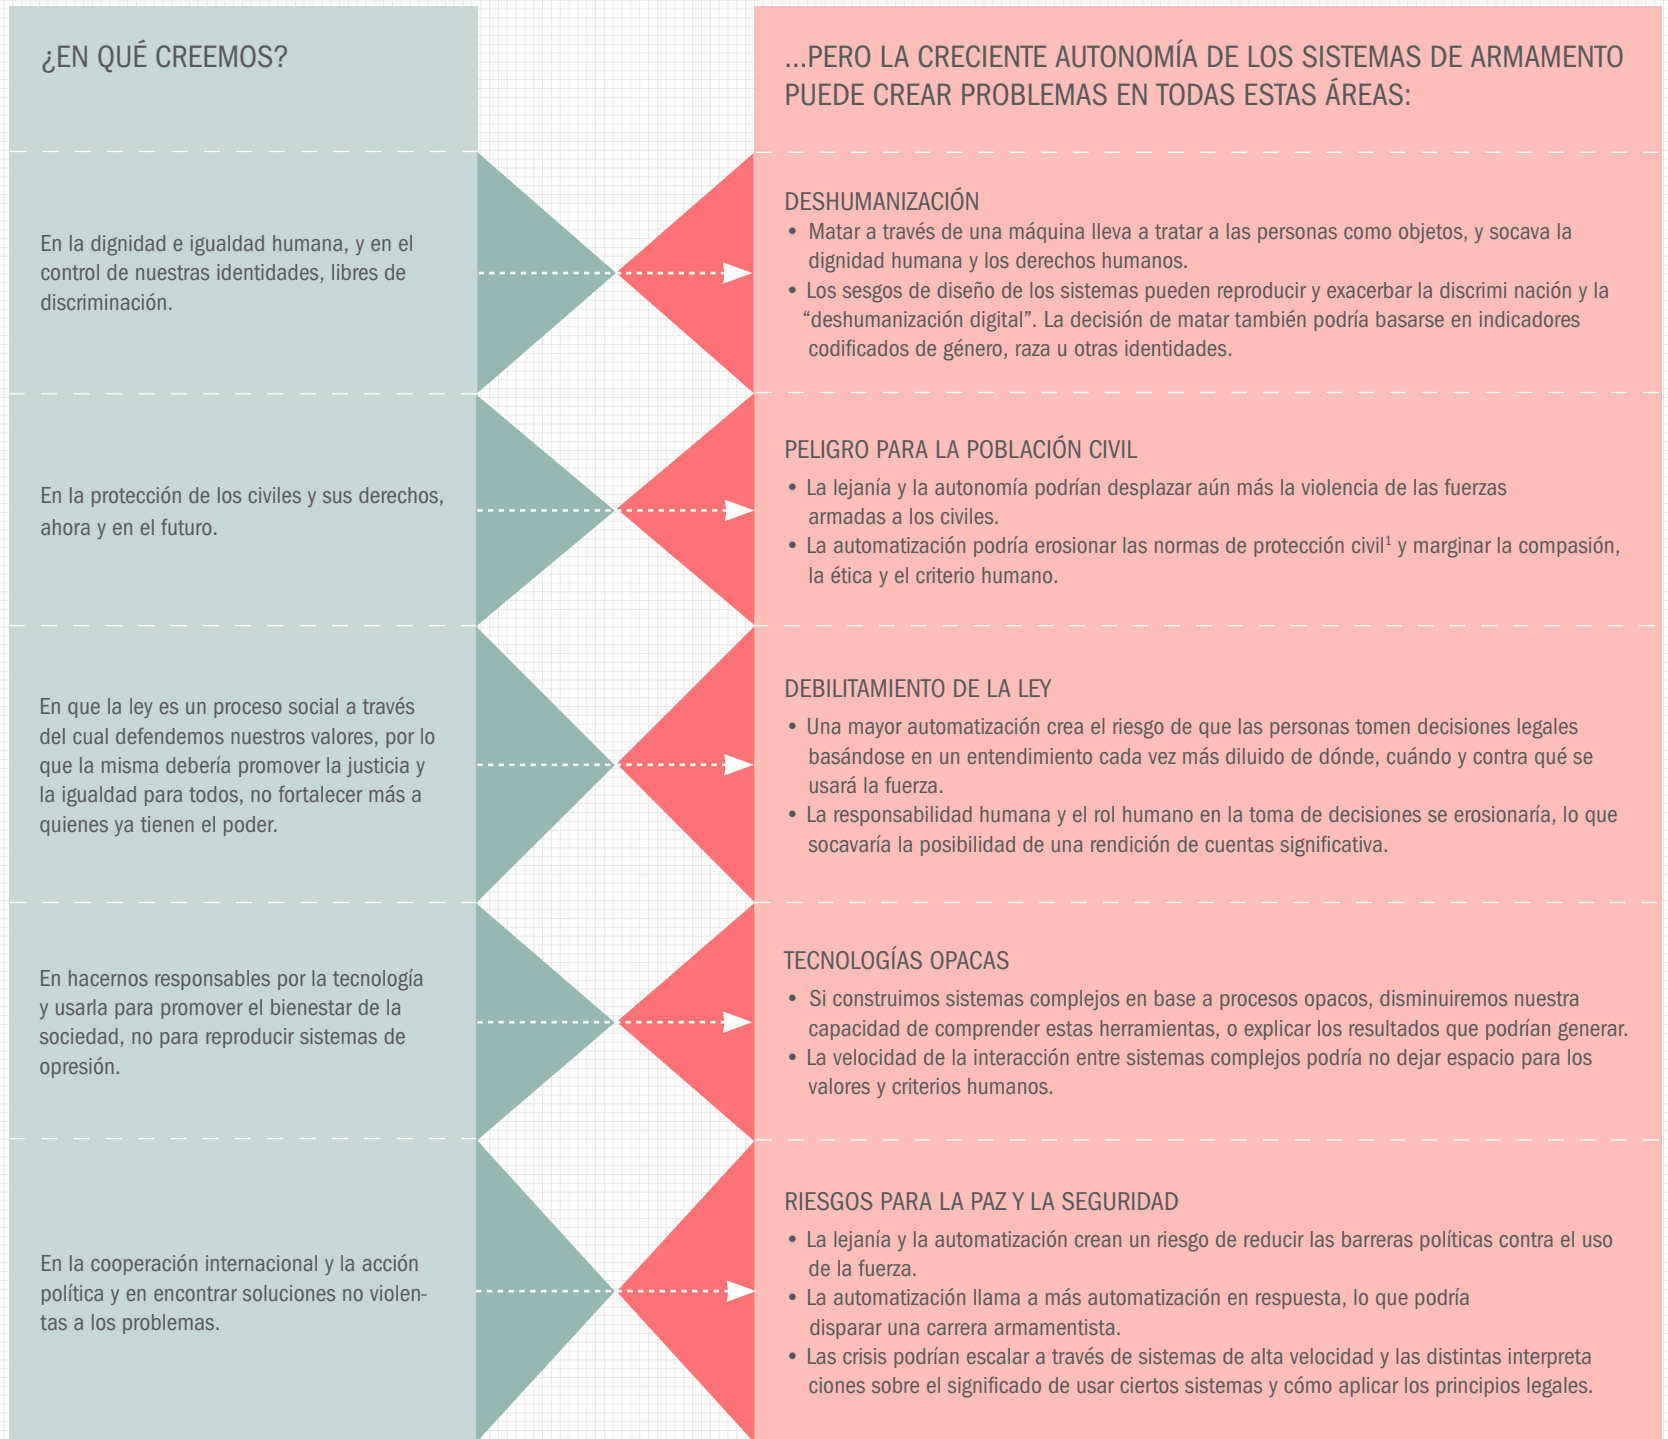 ¿EN QUÉ CREEMOS?
...PERO LA CRECIENTE AUTONOMÍA DE LOS SISTEMAS DE ARMAMENTO
PUEDE CREAR PROBLEMAS EN TODAS ESTAS ÁREAS:
En la dignidad e igualdad humana, y en el
control de nuestras identidades, libres de
discriminación.
DESHUMANIZACIÓN
• Matar a través de una máquina lleva a tratar a las personas como objetos, y socava la
dignidad humana y los derechos humanos.
• Los sesgos de diseño de los sistemas pueden reproducir y exacerbar la discrimi nación y la
“deshumanización digital”. La decisión de matar también podría basarse en indicadores
codificados de género, raza u otras identidades.
En la protección de los civiles y sus derechos,
ahora y en el futuro.
PELIGRO PARA LA POBLACIÓN CIVIL
• La lejanía y la autonomía podrían desplazar aún más la violencia de las fuerzas
armadas a los civiles.
• La automatización podría erosionar las normas de protección civil¹ y marginar la compasión,
la ética y el criterio humano.
En que la ley es un proceso social a través
del cual defendemos nuestros valores, por lo
que la misma debería promover la justicia y
la igualdad para todos, no fortalecer más a
quienes ya tienen el poder.
DEBILITAMIENTO DE LA LEY
• Una mayor automatización crea el riesgo de que las personas tomen decisiones legales
basándose en un entendimiento cada vez más diluido de dónde, cuándo y contra qué se
usará la fuerza.
• La responsabilidad humana y el rol humano en la toma de decisiones se erosionaría, lo que
socavaría la posibilidad de una rendición de cuentas significativa.
En hacernos responsables por la tecnología
y usarla para promover el bienestar de la
sociedad, no para reproducir sistemas de
opresión.
TECNOLOGÍAS OPACAS
• Si construimos sistemas complejos en base a procesos opacos, disminuiremos nuestra
capacidad de comprender estas herramientas, o explicar los resultados que podrían generar.
• La velocidad de la interacción entre sistemas complejos podría no dejar espacio para los
valores y criterios humanos.
En la cooperación internacional y la acción
política y en encontrar soluciones no violen-
tas a los problemas.
RIESGOS PARA LA PAZ Y LA SEGURIDAD
• La lejanía y la automatización crean un riesgo de reducir las barreras políticas contra el uso
de la fuerza.
• La automatización llama a más automatización en respuesta, lo que podría
disparar una carrera armamentista.
• Las crisis podrían escalar a través de sistemas de alta velocidad y las distintas interpreta
ciones sobre el significado de usar ciertos sistemas y cómo aplicar los principios legales.